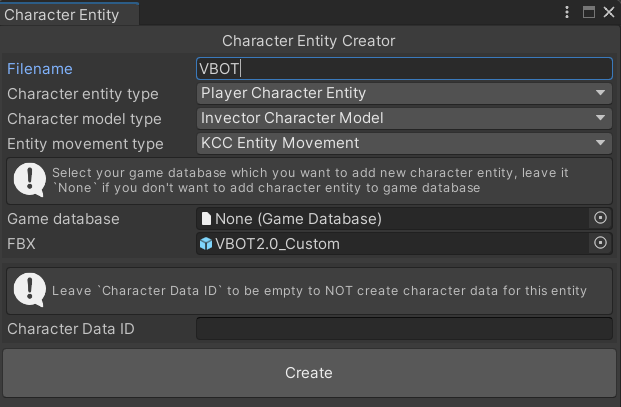 Character Entity
Character Entity Creator
Filename VBOT
Character entity type Player Character Entity
Character model type Invector Character Model
Entity movement type KCC Entity Movement
Select your game database which you want to add new character entity, leave it
`None` if you don't want to add character entity to game database
Game database None (Game Database)
FBX VBOT2.0_Custom
Leave `Character Data ID` to be empty to NOT create character data for this entity
Character Data ID
Create